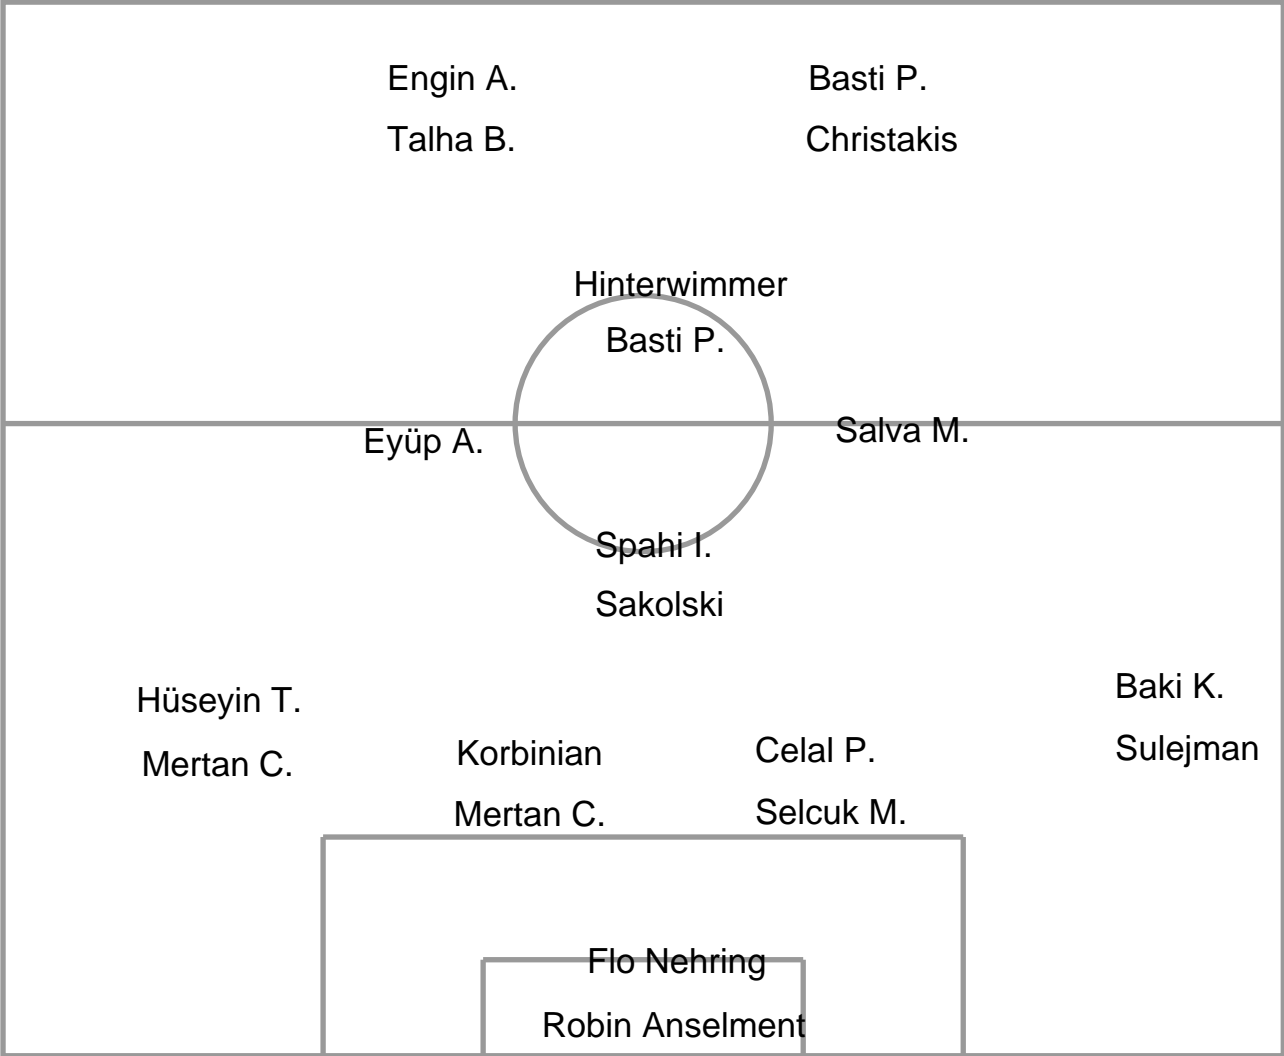 Engin A.
Basti P.
Talha B.
Christakis
Hinterwimmer
Basti P.
Eyüp A.
Salva M.
Spahi I.
Sakolski
Hüseyin T.
Mertan C.
Korbinian
Mertan C.
Celal P.
Selcuk M.
Baki K.
Sulejman
Flo Nehring
Robin Anselment